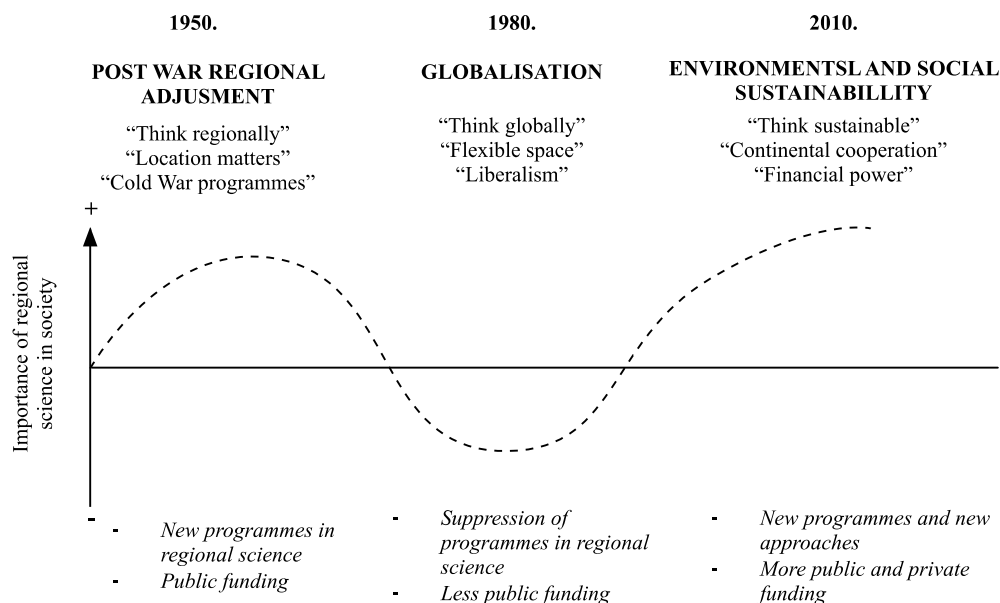 1950.
1980.
2010.
POST WAR REGIONAL
ADJUSMENT
GLOBALISATION
ENVIRONMENTSL AND SOCIAL
SUSTAINABILLITY
“Think regionally”
“Location matters”
“Cold War programmes”
“Think globally”
“Flexible space”
“Liberalism”
“Think sustainable”
“Continental cooperation”
“Financial power”
+
Importance of regional
science in society
-
- New programmes in
regional science
- Public funding
- Suppression of
programmes in regional
science
- Less public funding
- New programmes and new
approaches
- More public and private
funding